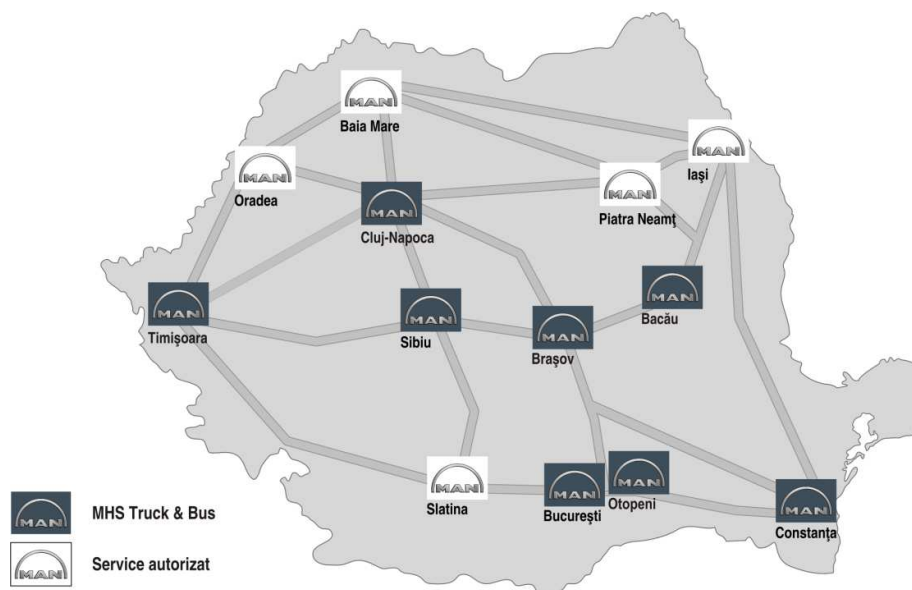 MAN
Baia Mare
MAN
Iaşi
MAN
Oradea
MAN
Piatra Neamţ
MAN
Cluj-Napoca
MAN
Bacău
MAN
Timişoara
MAN
Sibiu
MAN
Braşov
MAN
Slatina
MAN
Bucureşti
MAN
Otopeni
MAN
Constanţa
MAN
MHS Truck & Bus
MAN
Service autorizat